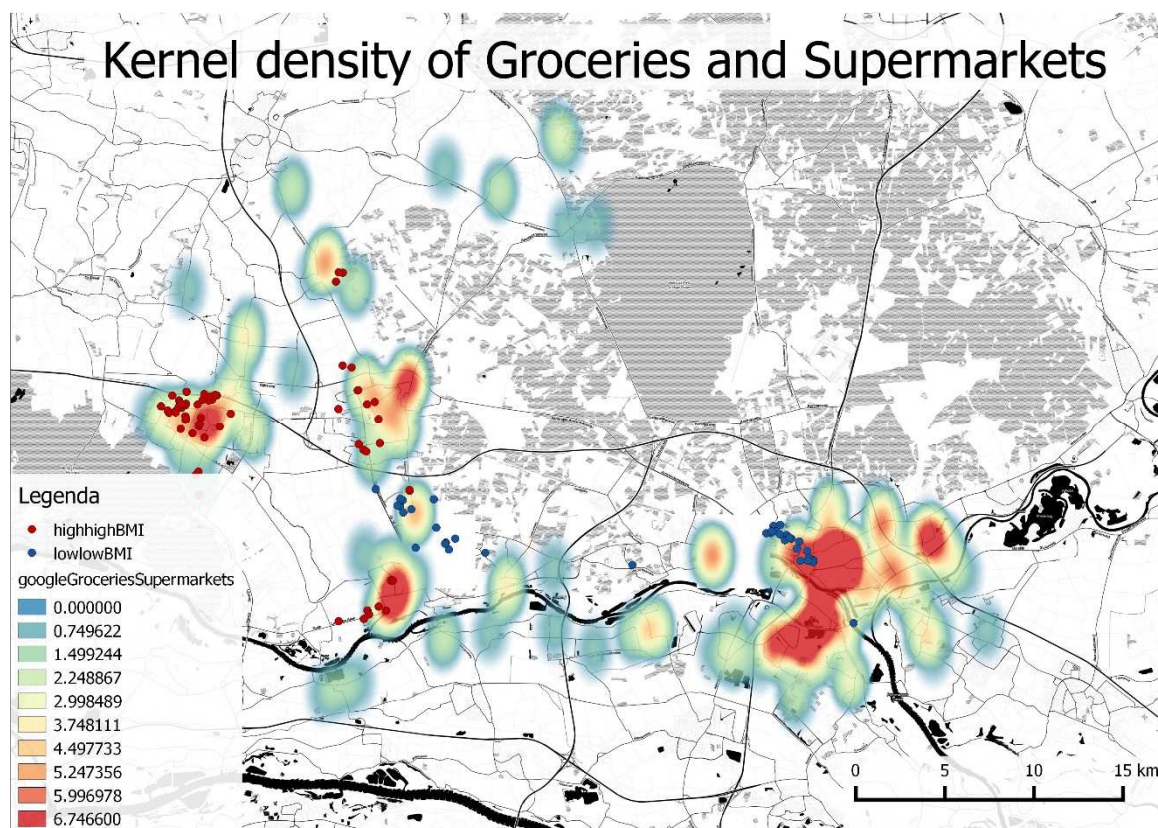 Kernel density of Groceries and Supermarkets
Legenda
highhighBMI
lowlowBMI
googleGroceriesSupermarkets
0.000000
0.749622
1.499244
2.248867
2.998489
3.748111
4.497733
5.247356
5.996978
6.746600
0 5 10 15 km